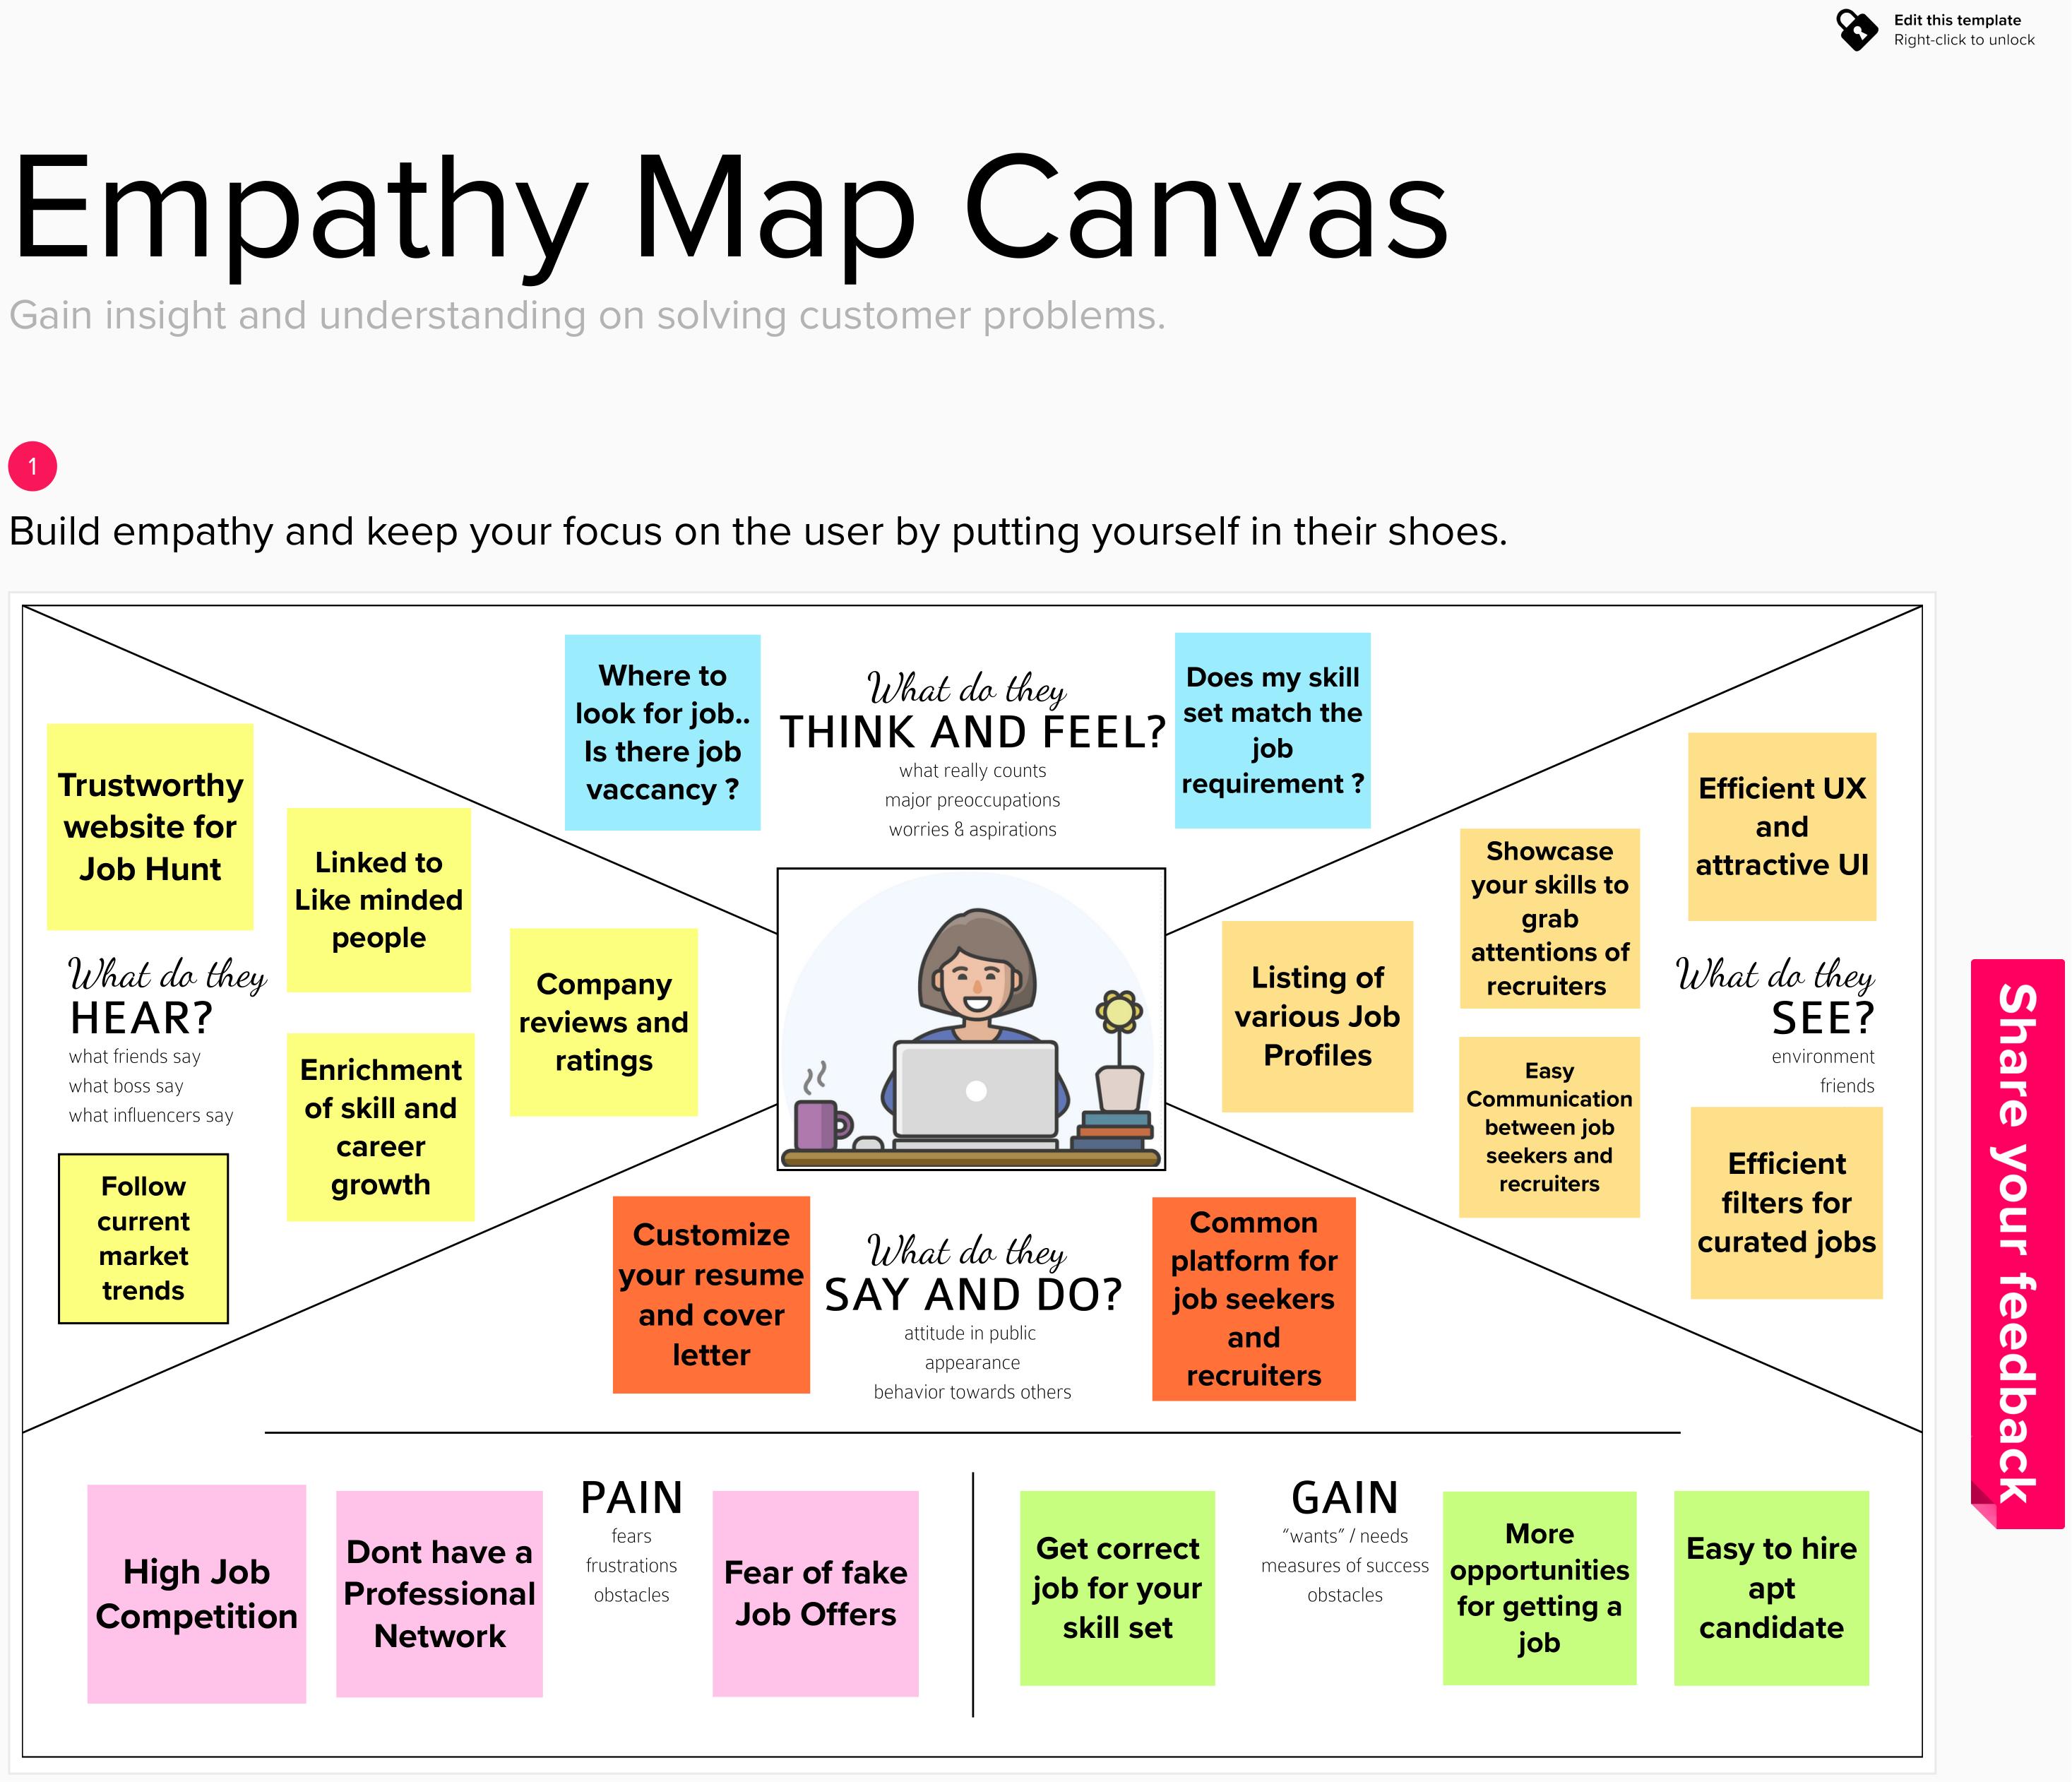 Edit this template
Right-click to unlock
Empathy Map Canvas
Gain insight and understanding on solving customer problems.
1
Build empathy and keep your focus on the user by putting yourself in their shoes.
Where to
look for job..
Is there job
vaccancy ?
What do they
THINK AND FEEL?
what really counts
major preoccupations
worries & aspirations
Does my skill
set match the
job
requirement ?
Trustworthy
website for
Job Hunt
Linked to
Like minded
people
Company
reviews and
ratings
What do they
HEAR?
what friends say
what boss say
what influencers say
Enrichment
of skill and
career
growth
Follow
current
market
trends
Listing of
various Job
Profiles
Showcase
your skills to
grab
attentions of
recruiters
Efficient UX
and
attractive UI
What do they
SEE?
environment
friends
Easy
Communication
between job
seekers and
recruiters
Efficient
filters for
curated jobs
Customize
your resume
and cover
letter
What do they
SAY AND DO?
attitude in public
appearance
behavior towards others
Common
platform for
job seekers
and
recruiters
High Job
Competition
Dont have a
Professional
Network
PAIN
fears
frustrations
obstacles
Fear of fake
Job Offers
Get correct
job for your
skill set
GAIN
“wants” / needs
measures of success
obstacles
More
opportunities
for getting a
job
Easy to hire
apt
candidate
Share your feedback